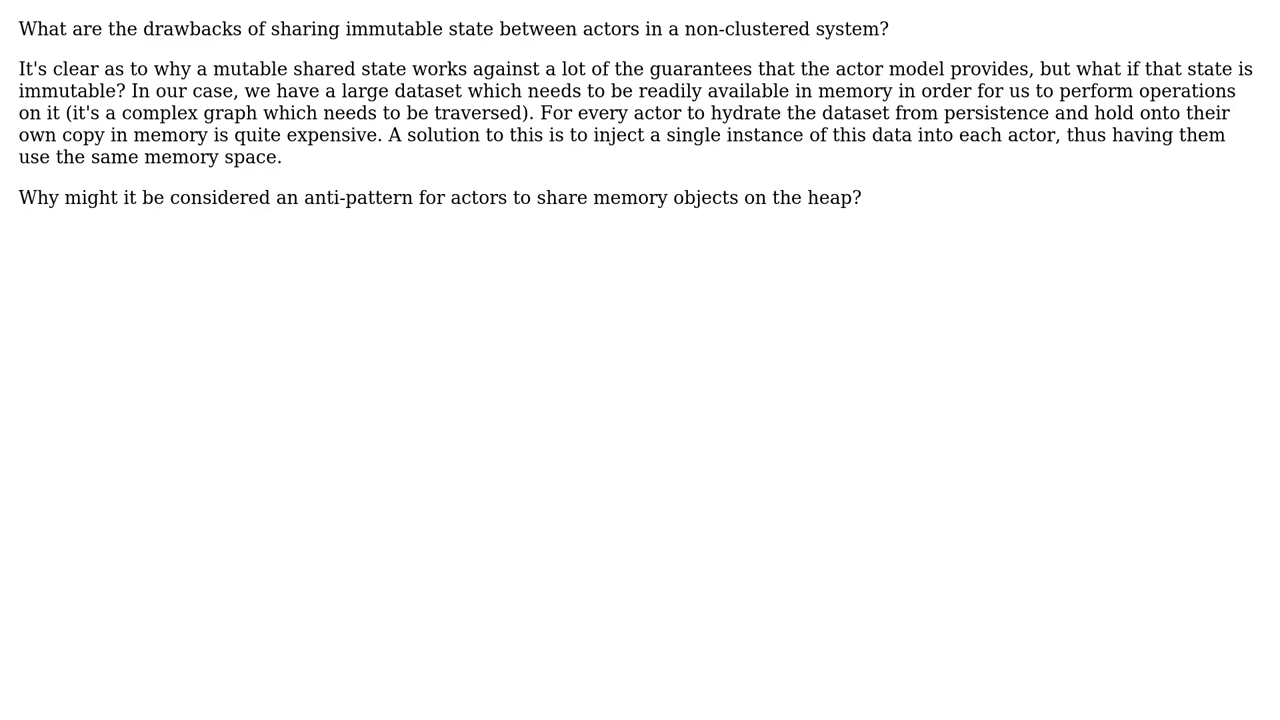 What are the drawbacks of sharing immutable state between actors in a non-clustered system?
It's clear as to why a mutable shared state works against a lot of the guarantees that the actor model provides, but what if that state is
immutable? In our case, we have a large dataset which needs to be readily available in memory in order for us to perform operations
on it (it's a complex graph which needs to be traversed). For every actor to hydrate the dataset from persistence and hold onto their
own copy in memory is quite expensive. A solution to this is to inject a single instance of this data into each actor, thus having them
use the same memory space.
Why might it be considered an anti-pattern for actors to share memory objects on the heap?